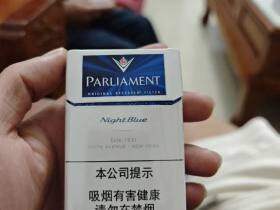 PARLIAMENT
ORIGINAL RECESSED FILTER
Night Blue
本公司提示
吸烟有害健康
请勿在禁烟